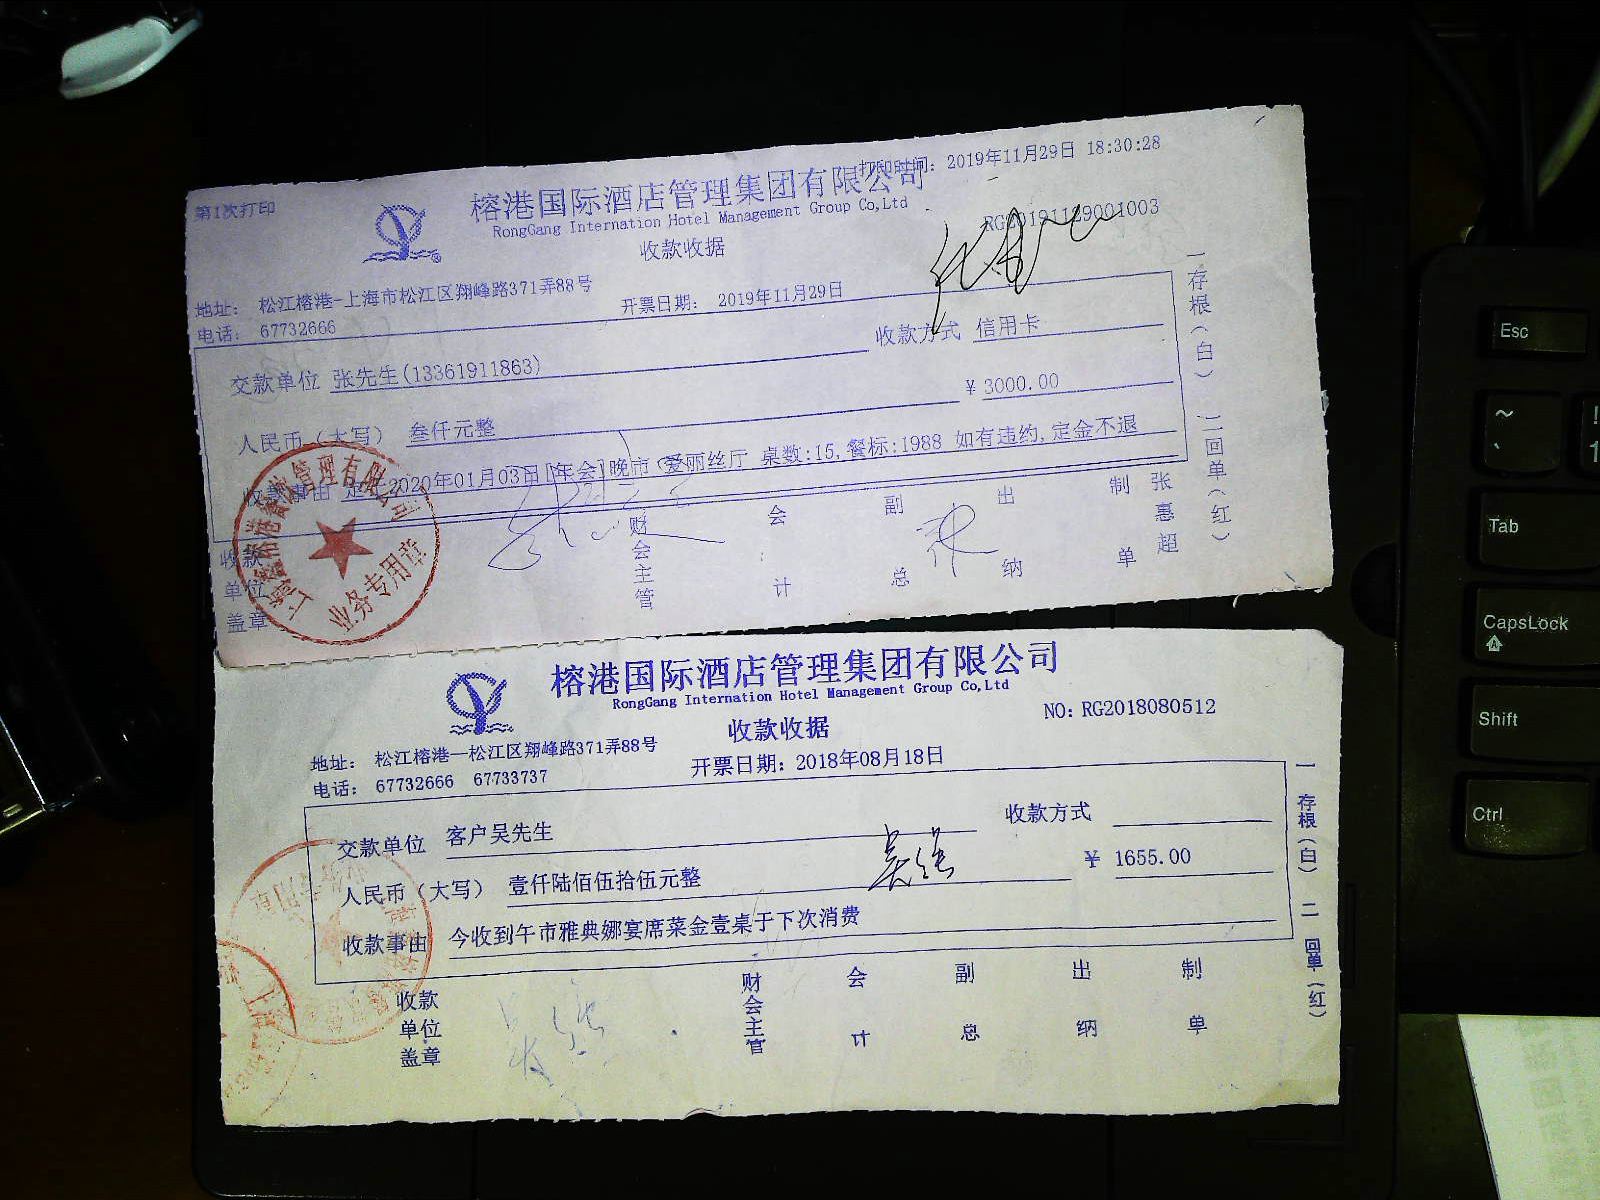 第1次打印
打印时间：2019年11月29日 18:30:28
榕港国际酒店管理集团有限公司
RongGang Internation Hotel Management Group Co,Ltd
RG20191129001003
收款收据
地址： 松江榕港-上海市松江区翔峰路371弄88号
电话： 67732666
开票日期： 2019年11月29日
交款单位 张先生(13361911863)
收款方式 信用卡
人民币（大写） 叁仟元整 ¥ 3000.00
收款事由 定金 2020年01月03日[年会]晚市（爱丽丝厅 桌数:15,餐标:1988 如有违约,定金不退
收款单位盖章
财会主管 会计 副总 出纳 制单 张惠超
一存根（白） 二回单（红）
业务专用章
榕港国际酒店管理集团有限公司
RongGang Internation Hotel Management Group Co,Ltd
收款收据
NO: RG2018080512
地址： 松江榕港—松江区翔峰路371弄88号
电话： 67732666 67733737
开票日期：2018年08月18日
交款单位 客户吴先生
收款方式
人民币（大写） 壹仟陆佰伍拾伍元整 ¥ 1655.00
收款事由 今收到午市雅典娜宴席菜金壹桌于下次消费
收款单位盖章
财会主管 会计 副总 出纳 制单
一存根（白） 二回单（红）
Esc
~
`
!
1
Tab
CapsLock
Shift
Ctrl